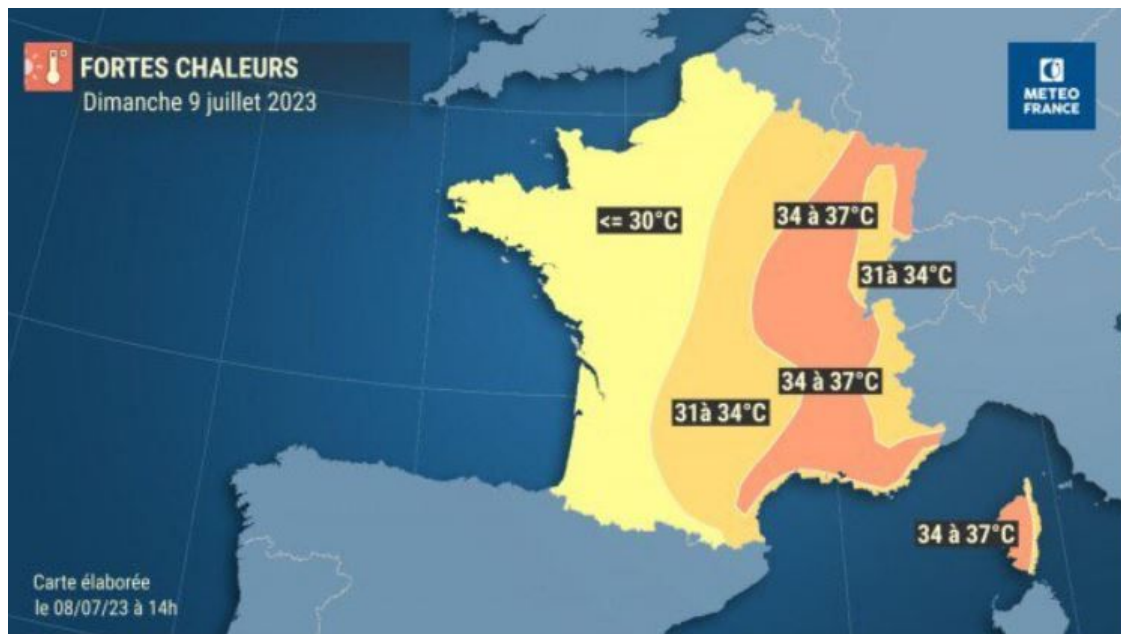 FORTES CHALEURS
Dimanche 9 juillet 2023
METEO
FRANCE
<= 30°C
34 à 37°C
31à 34°C
34 à 37°C
31à 34°C
34 à 37°C
Carte élaborée
le 08/07/23 à 14h